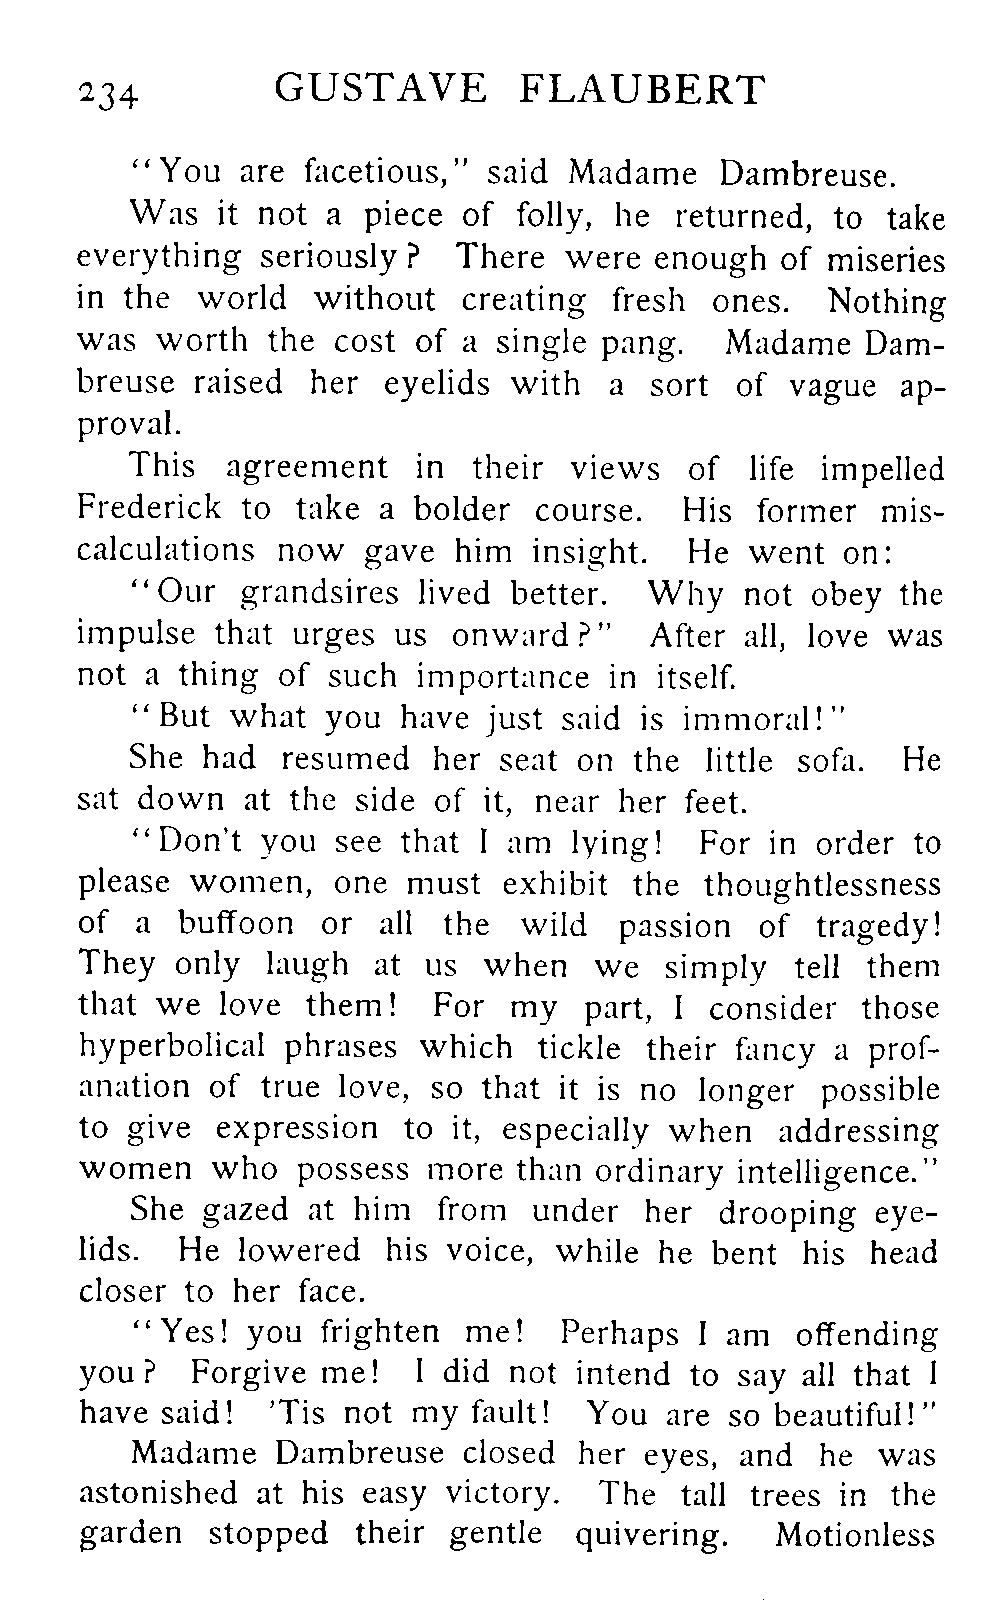 234 GUSTAVE FLAUBERT
"You are facetious," said Madame Dambreuse.
Was it not a piece of folly, he returned, to take
everything seriously? There were enough of miseries
in the world without creating fresh ones. Nothing
was worth the cost of a single pang. Madame Dam-
breuse raised her eyelids with a sort of vague ap-
proval.
This agreement in their views of life impelled
Frederick to take a bolder course. His former mis-
calculations now gave him insight. He went on:
"Our grandsires lived better. Why not obey the
impulse that urges us onward?" After all, love was
not a thing of such importance in itself.
"But what you have just said is immoral!"
She had resumed her seat on the little sofa. He
sat down at the side of it, near her feet.
"Don't you see that I am lying! For in order to
please women, one must exhibit the thoughtlessness
of a buffoon or all the wild passion of tragedy!
They only laugh at us when we simply tell them
that we love them! For my part, I consider those
hyperbolical phrases which tickle their fancy a prof-
anation of true love, so that it is no longer possible
to give expression to it, especially when addressing
women who possess more than ordinary intelligence."
She gazed at him from under her drooping eye-
lids. He lowered his voice, while he bent his head
closer to her face.
"Yes! you frighten me! Perhaps I am offending
you? Forgive me! I did not intend to say all that I
have said! 'Tis not my fault! You are so beautiful!"
Madame Dambreuse closed her eyes, and he was
astonished at his easy victory. The tall trees in the
garden stopped their gentle quivering. Motionless